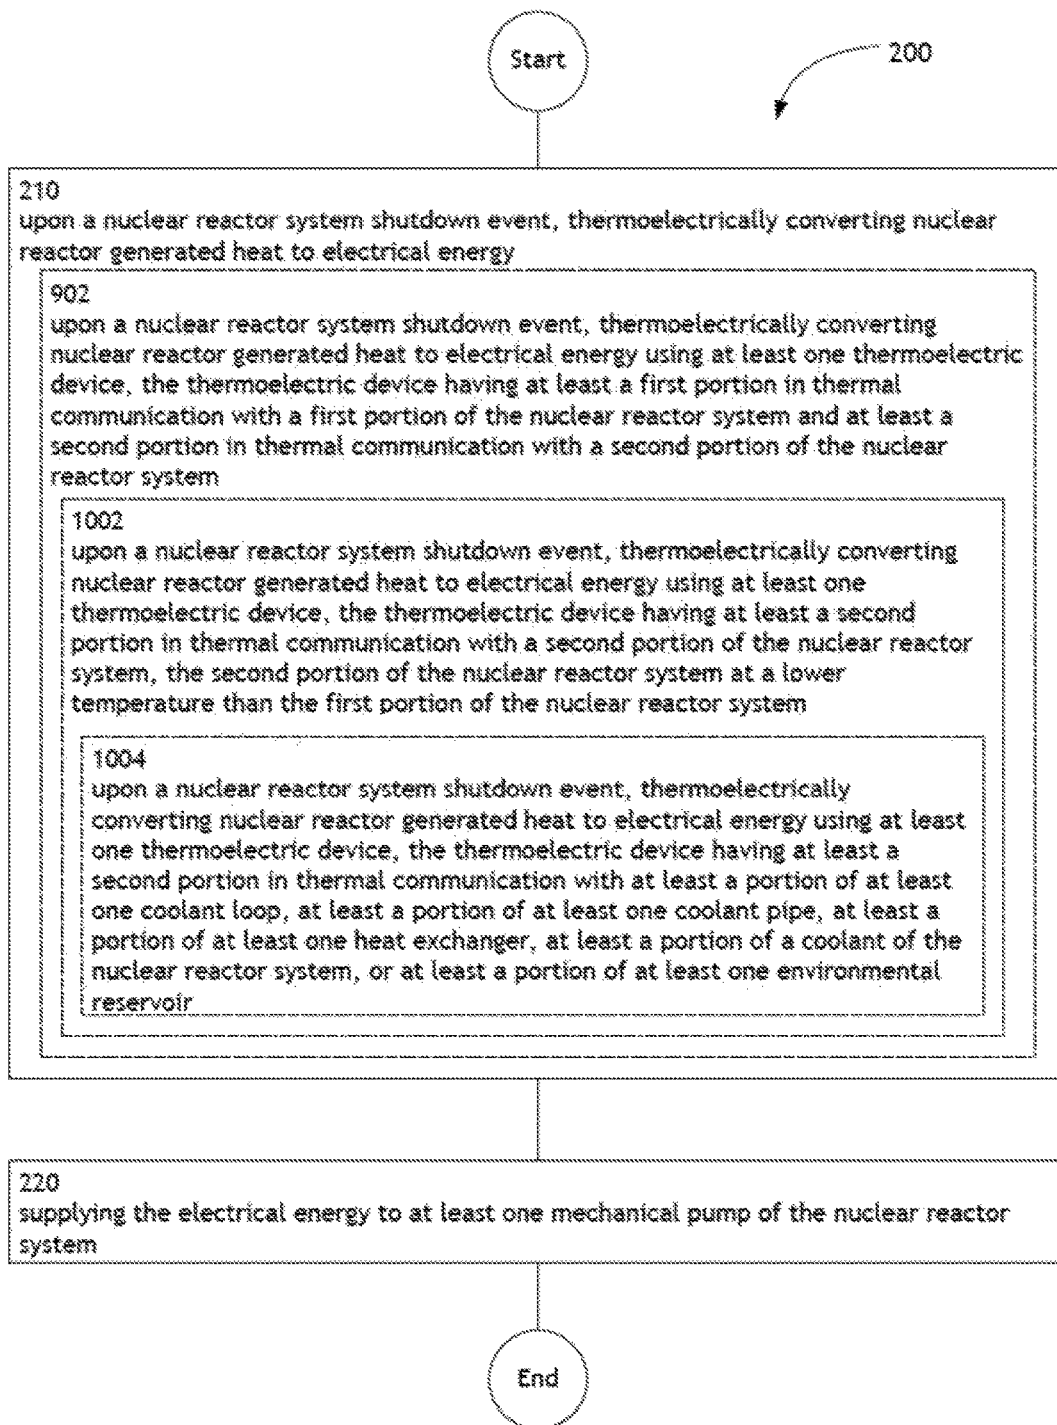 Start
200
210
upon a nuclear reactor system shutdown event, thermoelectrically converting nuclear
reactor generated heat to electrical energy
902
upon a nuclear reactor system shutdown event, thermoelectrically converting
nuclear reactor generated heat to electrical energy using at least one thermoelectric
device, the thermoelectric device having at least a first portion in thermal
communication with a first portion of the nuclear reactor system and at least a
second portion in thermal communication with a second portion of the nuclear
reactor system
1002
upon a nuclear reactor system shutdown event, thermoelectrically converting
nuclear reactor generated heat to electrical energy using at least one
thermoelectric device, the thermoelectric device having at least a second
portion in thermal communication with a second portion of the nuclear reactor
system, the second portion of the nuclear reactor system at a lower
temperature than the first portion of the nuclear reactor system
1004
upon a nuclear reactor system shutdown event, thermoelectrically
converting nuclear reactor generated heat to electrical energy using at least
one thermoelectric device, the thermoelectric device having at least a
second portion in thermal communication with at least a portion of at least
one coolant loop, at least a portion of at least one coolant pipe, at least a
portion of at least one heat exchanger, at least a portion of a coolant of the
nuclear reactor system, or at least a portion of at least one environmental
reservoir
220
supplying the electrical energy to at least one mechanical pump of the nuclear reactor
system
End